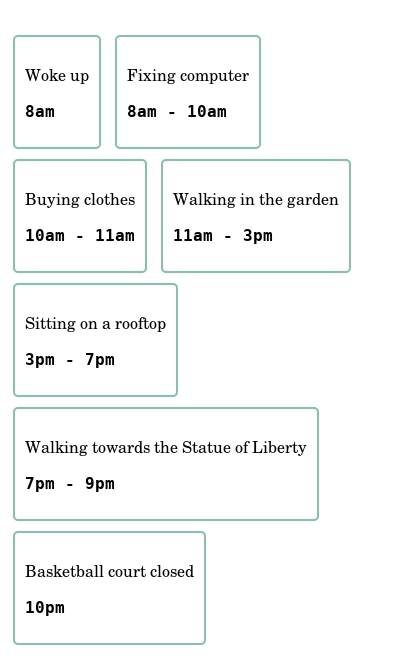 Woke up
8am
Fixing computer
8am - 10am
Buying clothes
10am - 11am
Walking in the garden
11am - 3pm
Sitting on a rooftop
3pm - 7pm
Walking towards the Statue of Liberty
7pm - 9pm
Basketball court closed
10pm